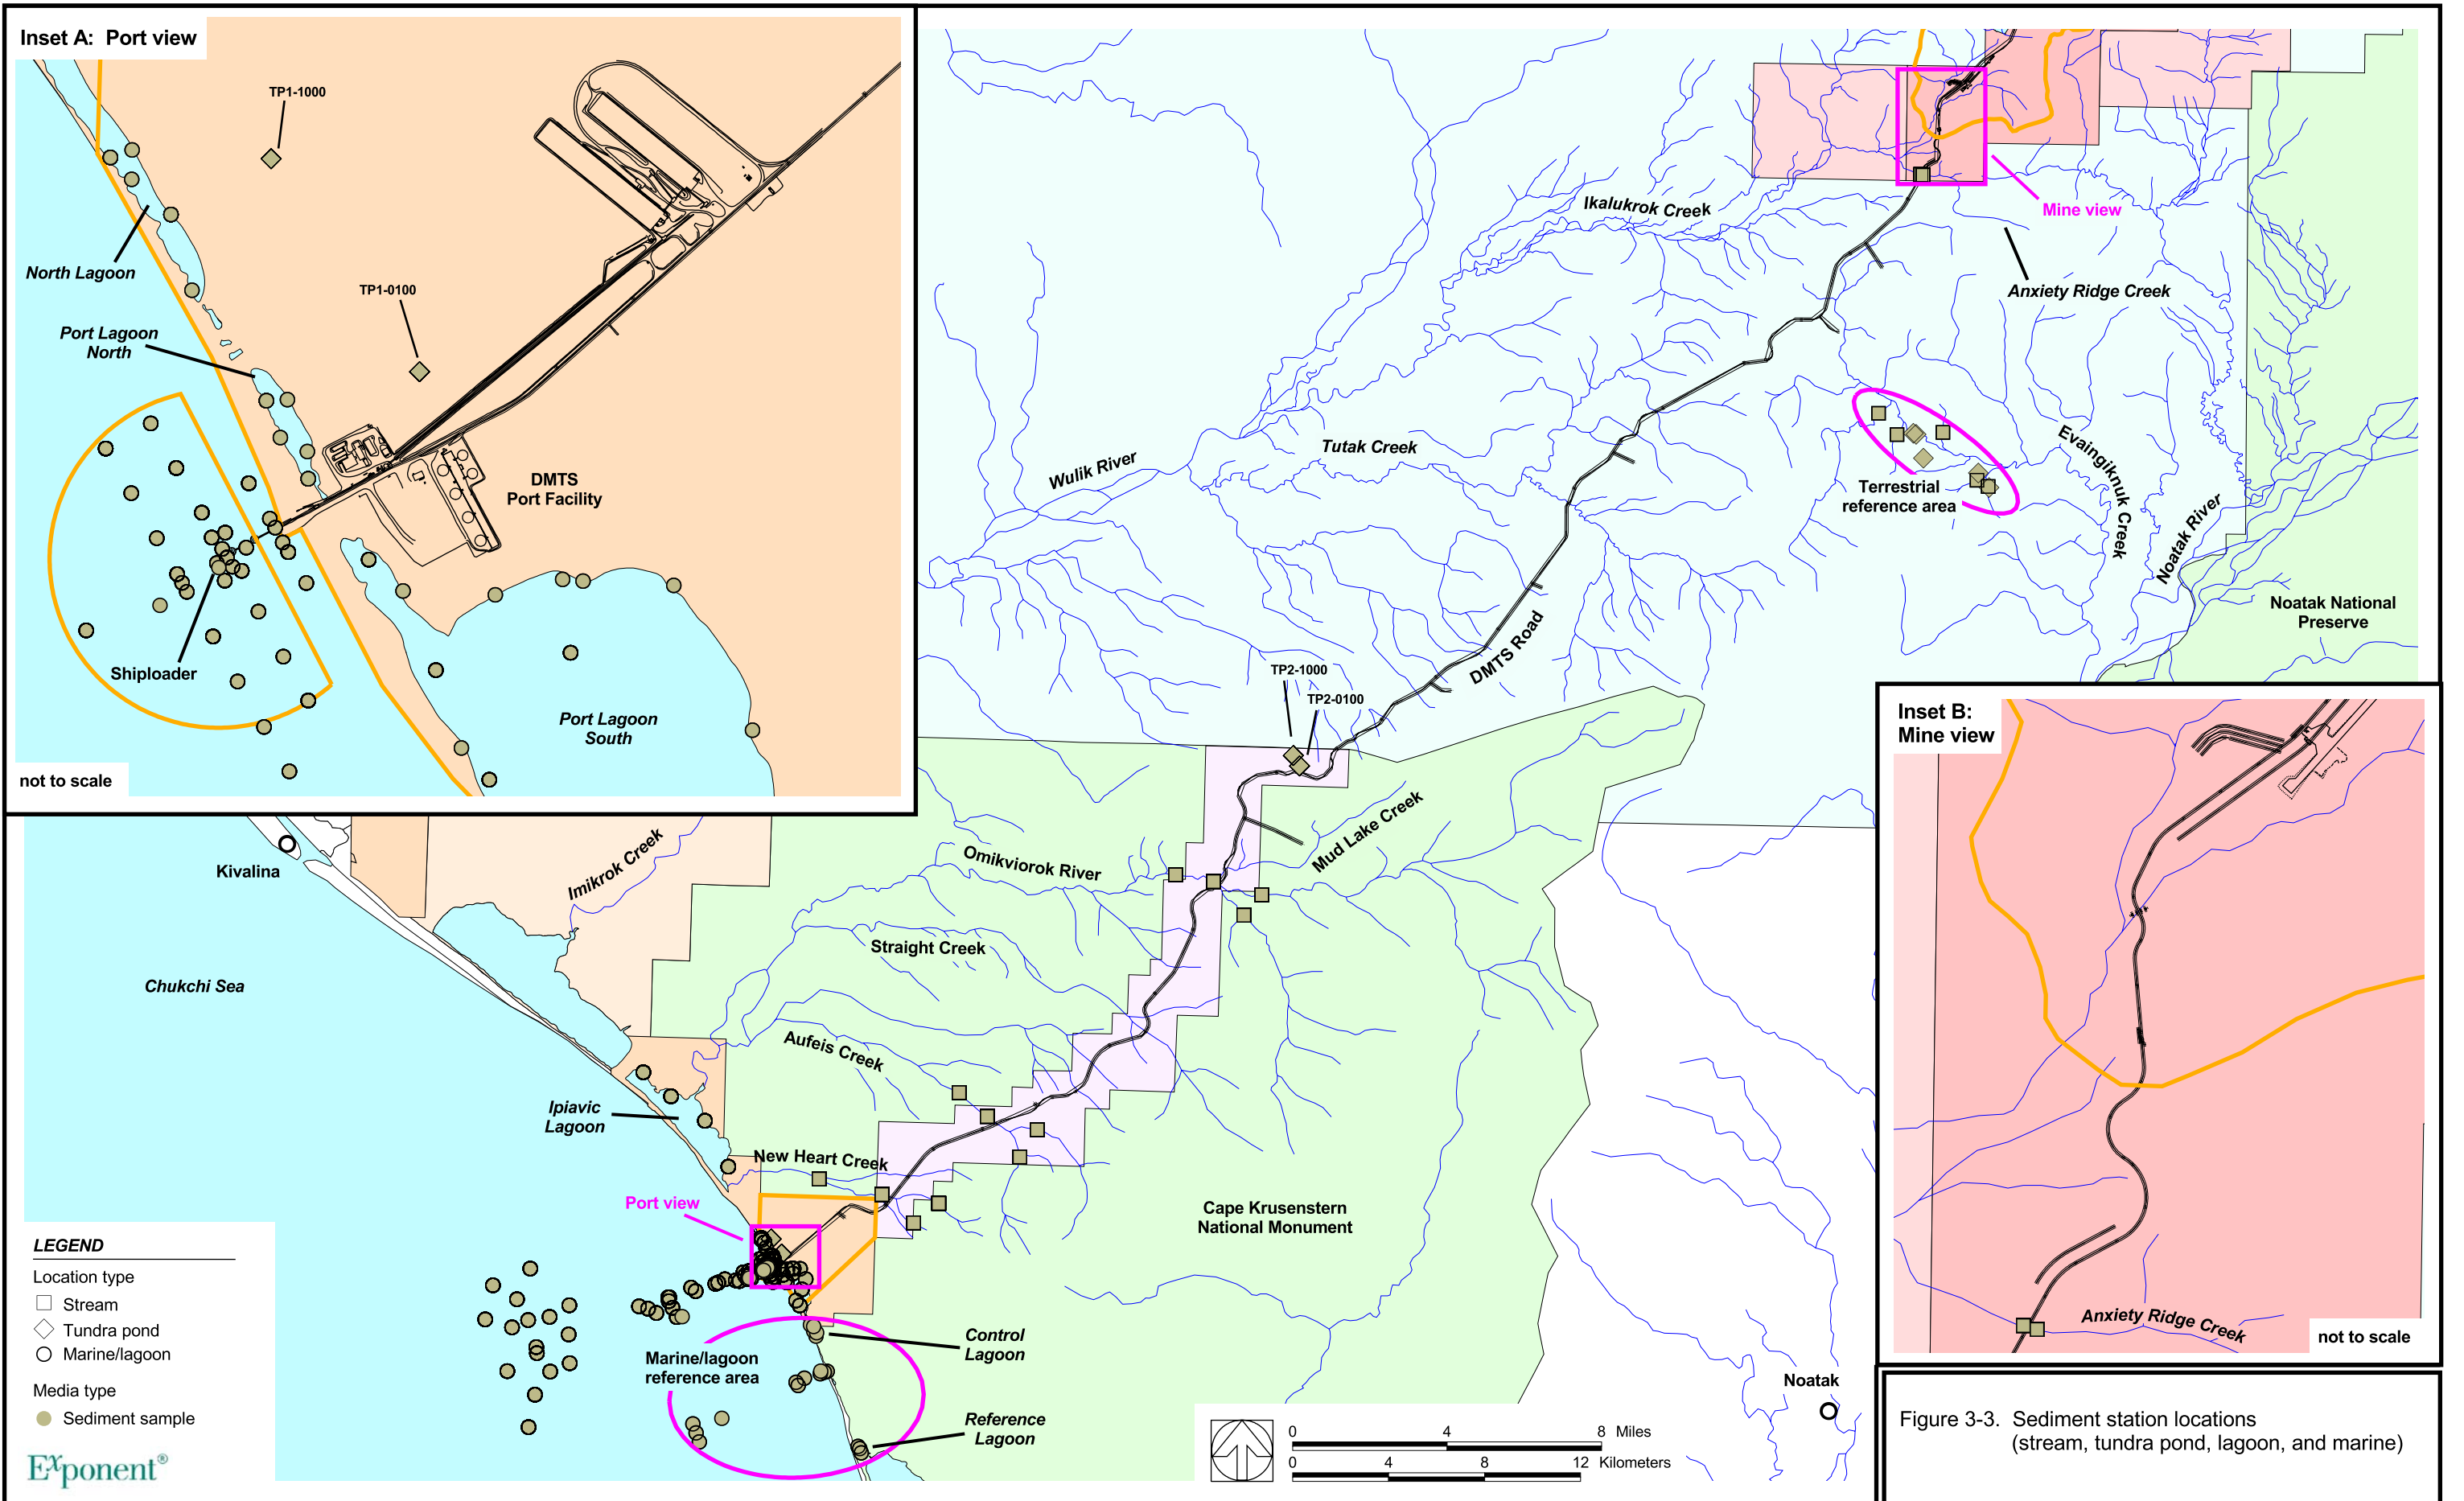 Inset A: Port view
TP1-1000
North Lagoon
TP1-0100
Port Lagoon
North
DMTS
Port Facility
Shiploader
Port Lagoon
South
not to scale
Ikalukrok Creek
Mine view
Anxiety Ridge Creek
Wulik River
Tutak Creek
Terrestrial
reference area
Evaingiknuk Creek
Noatak River
Noatak National
Preserve
DMTS Road
TP2-1000
TP2-0100
Inset B:
Mine view
Anxiety Ridge Creek
not to scale
Kivalina
Imikrok Creek
Omikviorok River
Mud Lake Creek
Straight Creek
Chukchi Sea
Aufeis Creek
Ipiavic
Lagoon
New Heart Creek
Port view
Cape Krusenstern
National Monument
Control
Lagoon
Marine/lagoon
reference area
Reference
Lagoon
Noatak
LEGEND
Location type
Stream
Tundra pond
Marine/lagoon
Media type
Sediment sample
Exponent®
0 4 8 Miles
0 4 8 12 Kilometers
Figure 3-3. Sediment station locations
(stream, tundra pond, lagoon, and marine)